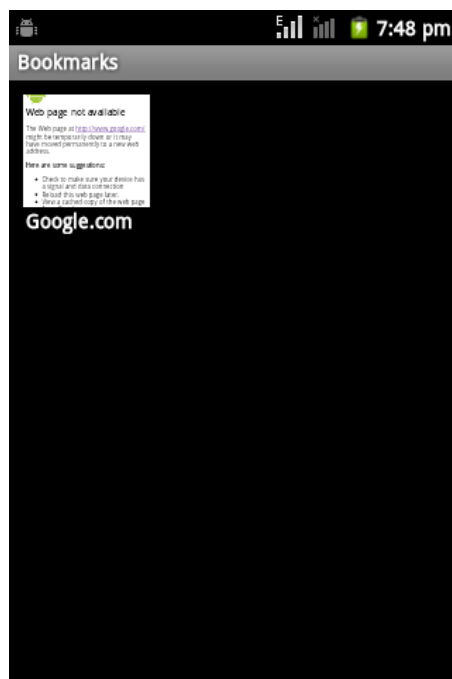 E
7:48 pm
Bookmarks
Web page not available
The Web page at http://www.google.com/
might be temporarily down or it may
have moved permanently to a new web
address.
Here are some suggestions:
Check to make sure your device has
a signal and data connection
Reload this web page later.
View a cached copy of the web page
Google.com